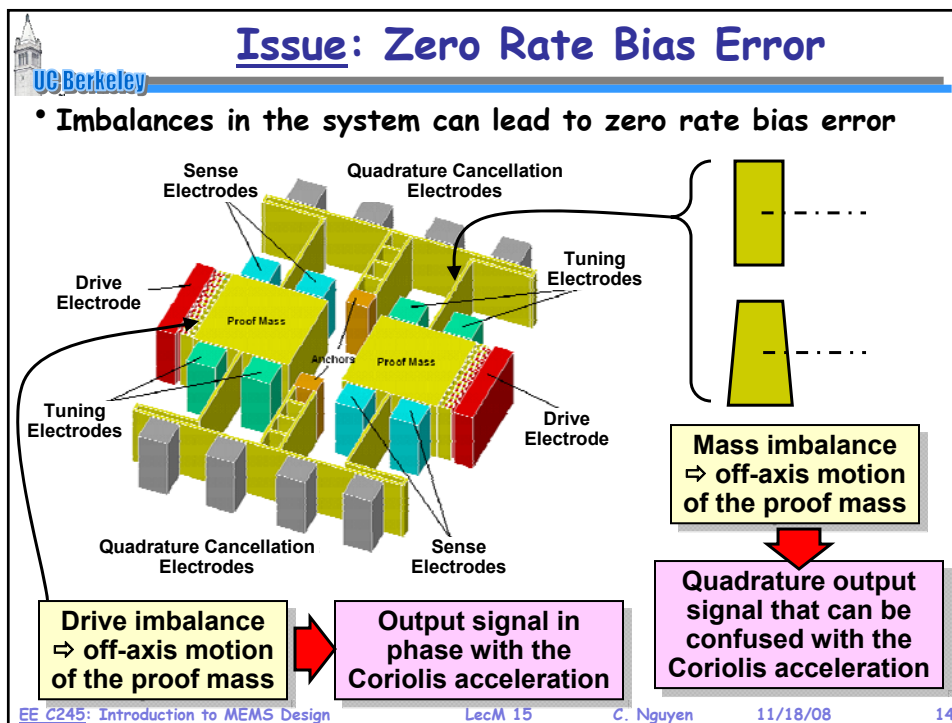 Issue: Zero Rate Bias Error
UC Berkeley
• Imbalances in the system can lead to zero rate bias error
Sense
Electrodes
Quadrature Cancellation
Electrodes
Tuning
Electrodes
Drive
Electrode
Proof Mass
Anchors
Proof Mass
Tuning
Electrodes
Drive
Electrode
Quadrature Cancellation
Electrodes
Sense
Electrodes
Mass imbalance
⇨ off-axis motion
of the proof mass
Quadrature output
signal that can be
confused with the
Coriolis acceleration
Drive imbalance
⇨ off-axis motion
of the proof mass
Output signal in
phase with the
Coriolis acceleration
EE C245: Introduction to MEMS Design LecM 15 C. Nguyen 11/18/08 14